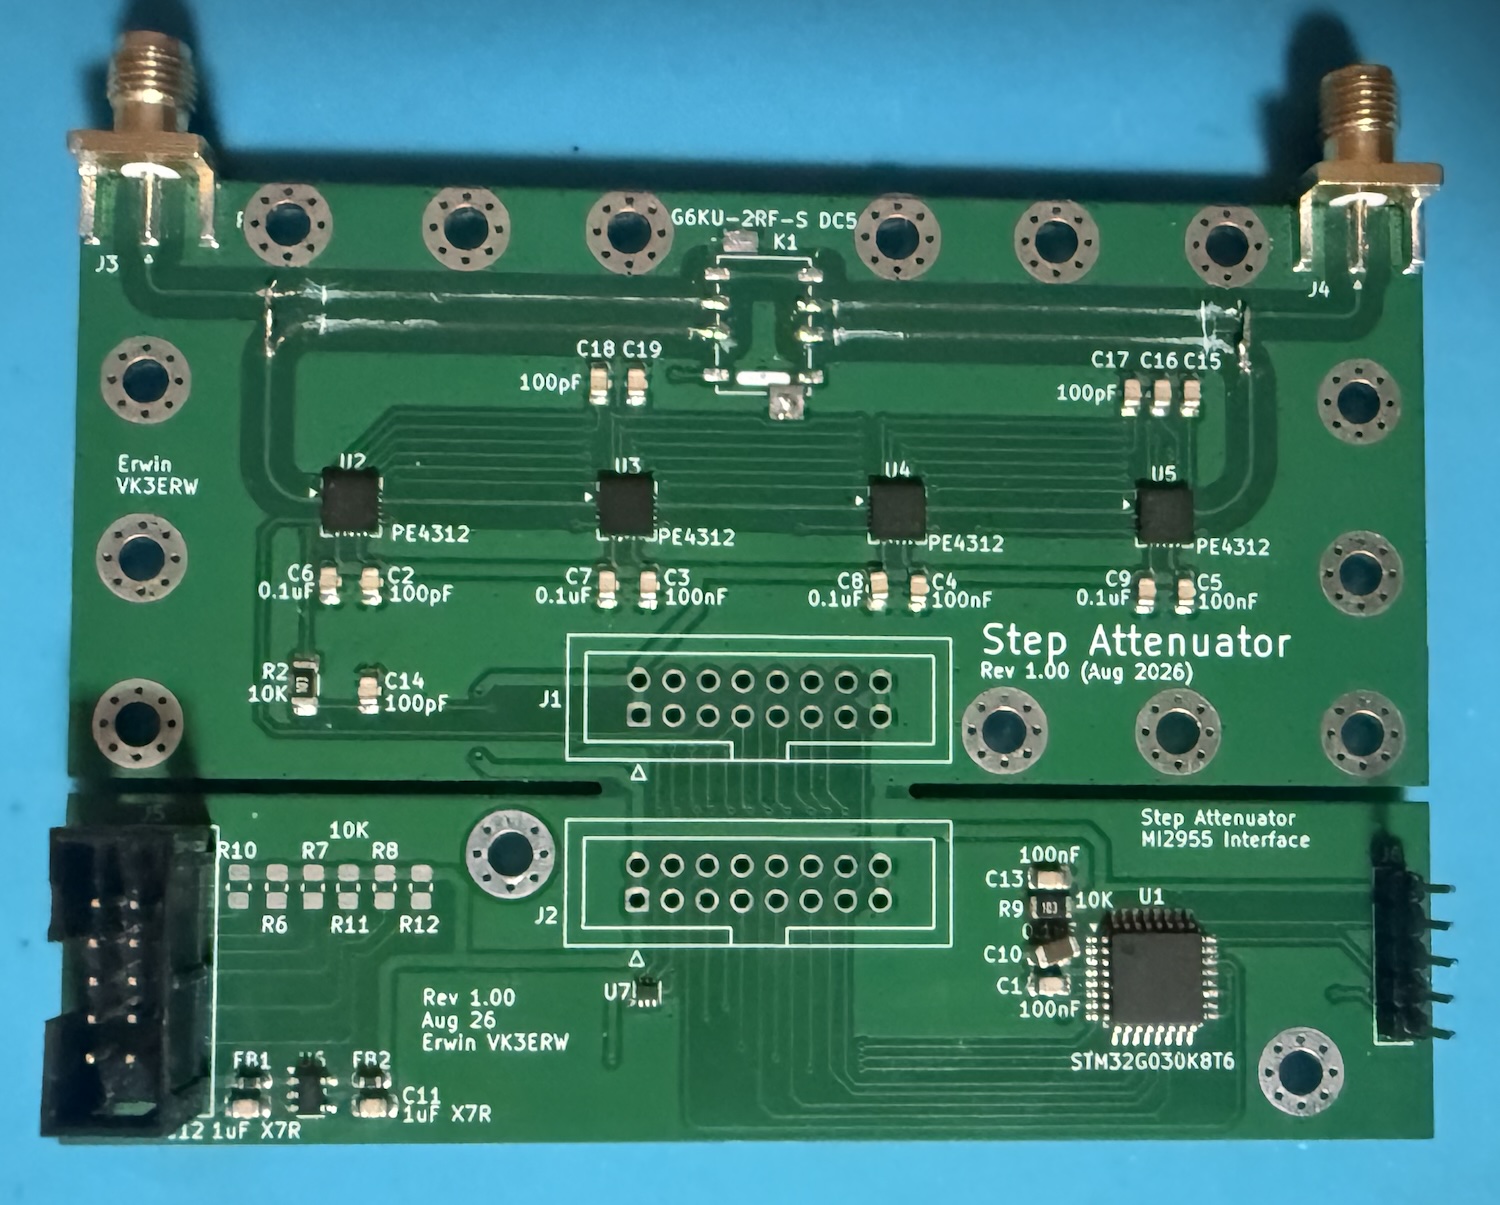 G6KU-2RF-S DC5
K1
J3
J4
C18 C19
100pF
C17 C16 C15
100pF
Erwin
VK3ERW
U2
U3
U4
U5
PE4312
PE4312
PE4312
PE4312
C6
0.1uF
C2
100pF
C7
0.1uF
C3
100nF
C8
0.1uF
C4
100nF
C9
0.1uF
C5
100nF
Step Attenuator
Rev 1.00 (Aug 2026)
R2
10K
C14
100pF
J1
Step Attenuator
MI2955 Interface
J5
10K
R10 R7 R8
R6 R11 R12
J2
100nF
C13
R9
103
10K
U1
C10
C1
100nF
STM32G030K8T6
U7
Rev 1.00
Aug 26
Erwin VK3ERW
FB1
U6
FB2
C11
1uF X7R
C12 1uF X7R